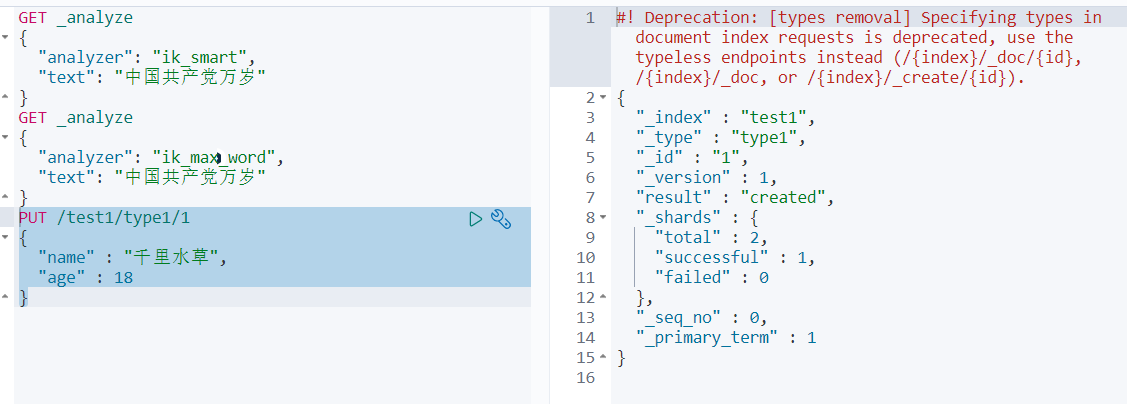 GET _analyze
{
"analyzer": "ik_smart",
"text": "中国共产党万岁"
}
GET _analyze
{
"analyzer": "ik_max_word",
"text": "中国共产党万岁"
}
PUT /test1/type1/1
{
"name" : "千里水草",
"age" : 18
}
1 #! Deprecation: [types removal] Specifying types in
document index requests is deprecated, use the
typeless endpoints instead (/{index}/_doc/{id},
/{index}/_doc, or /{index}/_create/{id}).
2 {
3 "_index" : "test1",
4 "_type" : "type1",
5 "_id" : "1",
6 "_version" : 1,
7 "result" : "created",
8 "_shards" : {
9 "total" : 2,
10 "successful" : 1,
11 "failed" : 0
12 },
13 "_seq_no" : 0,
14 "_primary_term" : 1
15 }
16